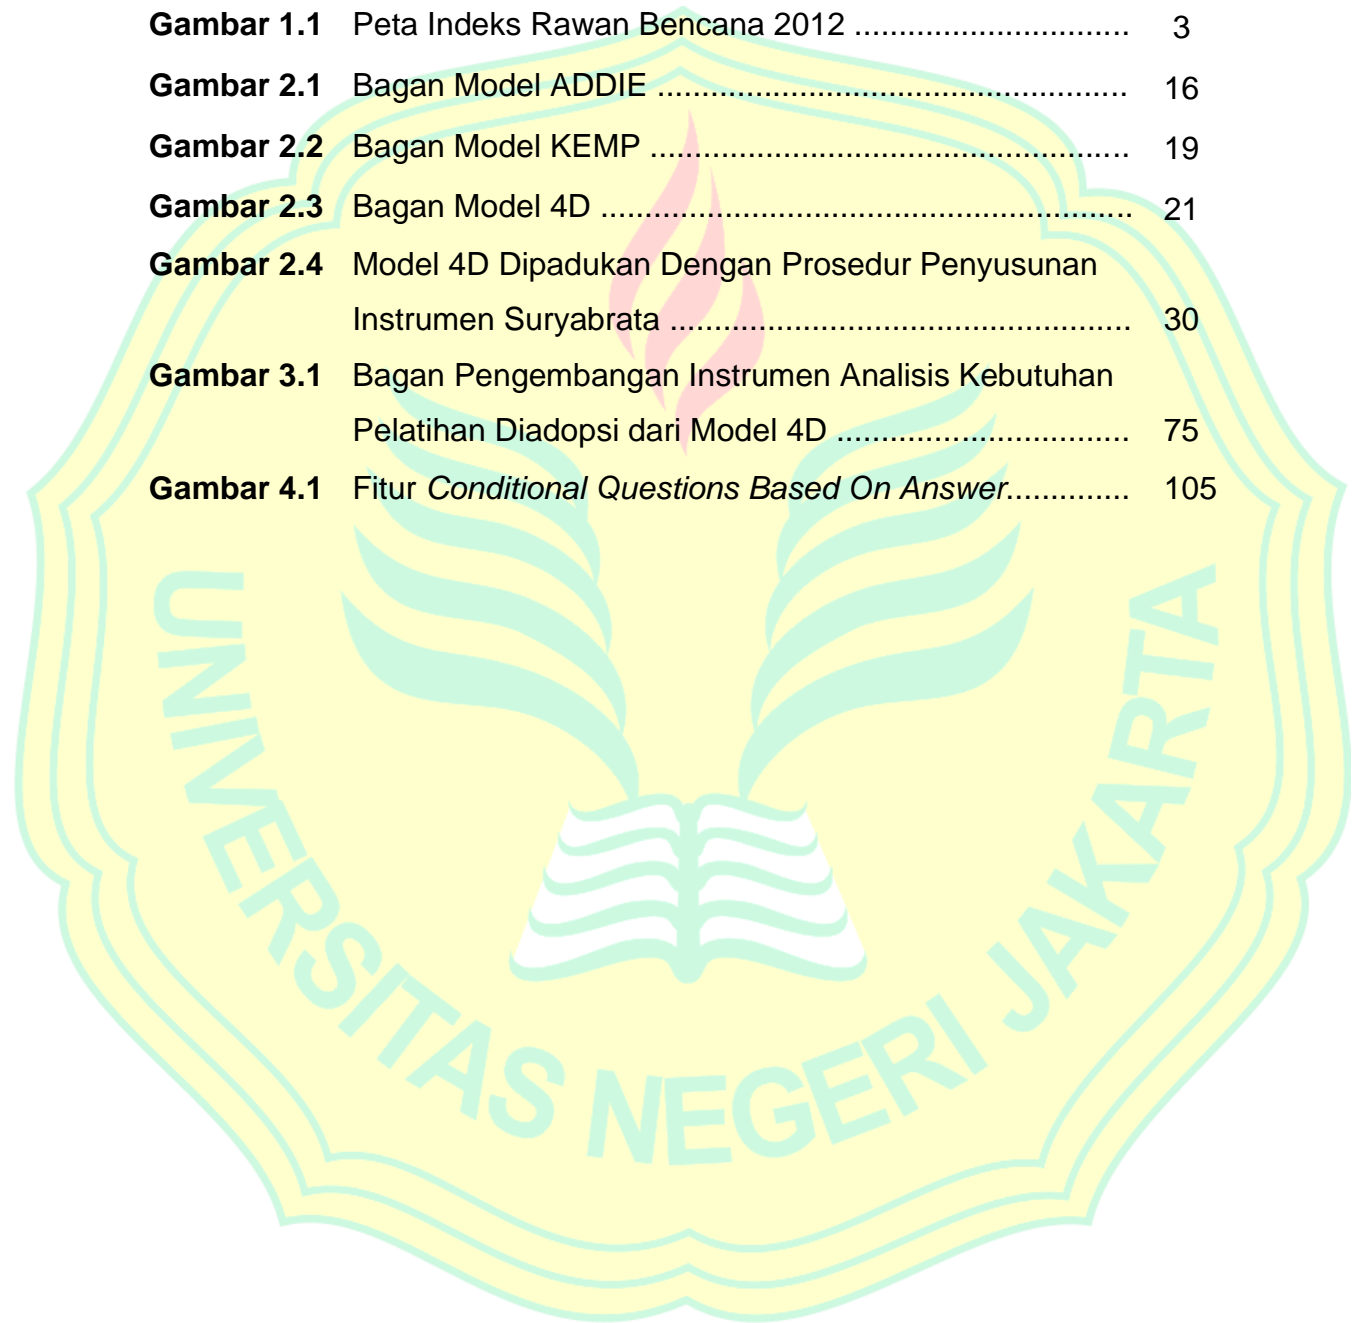 Gambar 1.1 Peta Indeks Rawan Bencana 2012 ............................... 3
Gambar 2.1 Bagan Model ADDIE ..................................................... 16
Gambar 2.2 Bagan Model KEMP ...................................................... 19
Gambar 2.3 Bagan Model 4D ............................................................ 21
Gambar 2.4 Model 4D Dipadukan Dengan Prosedur Penyusunan
Instrumen Suryabrata .................................................... 30
Gambar 3.1 Bagan Pengembangan Instrumen Analisis Kebutuhan
Pelatihan Diadopsi dari Model 4D ................................. 75
Gambar 4.1 Fitur Conditional Questions Based On Answer.............. 105
UNIVERSITAS NEGERI JAKARTA